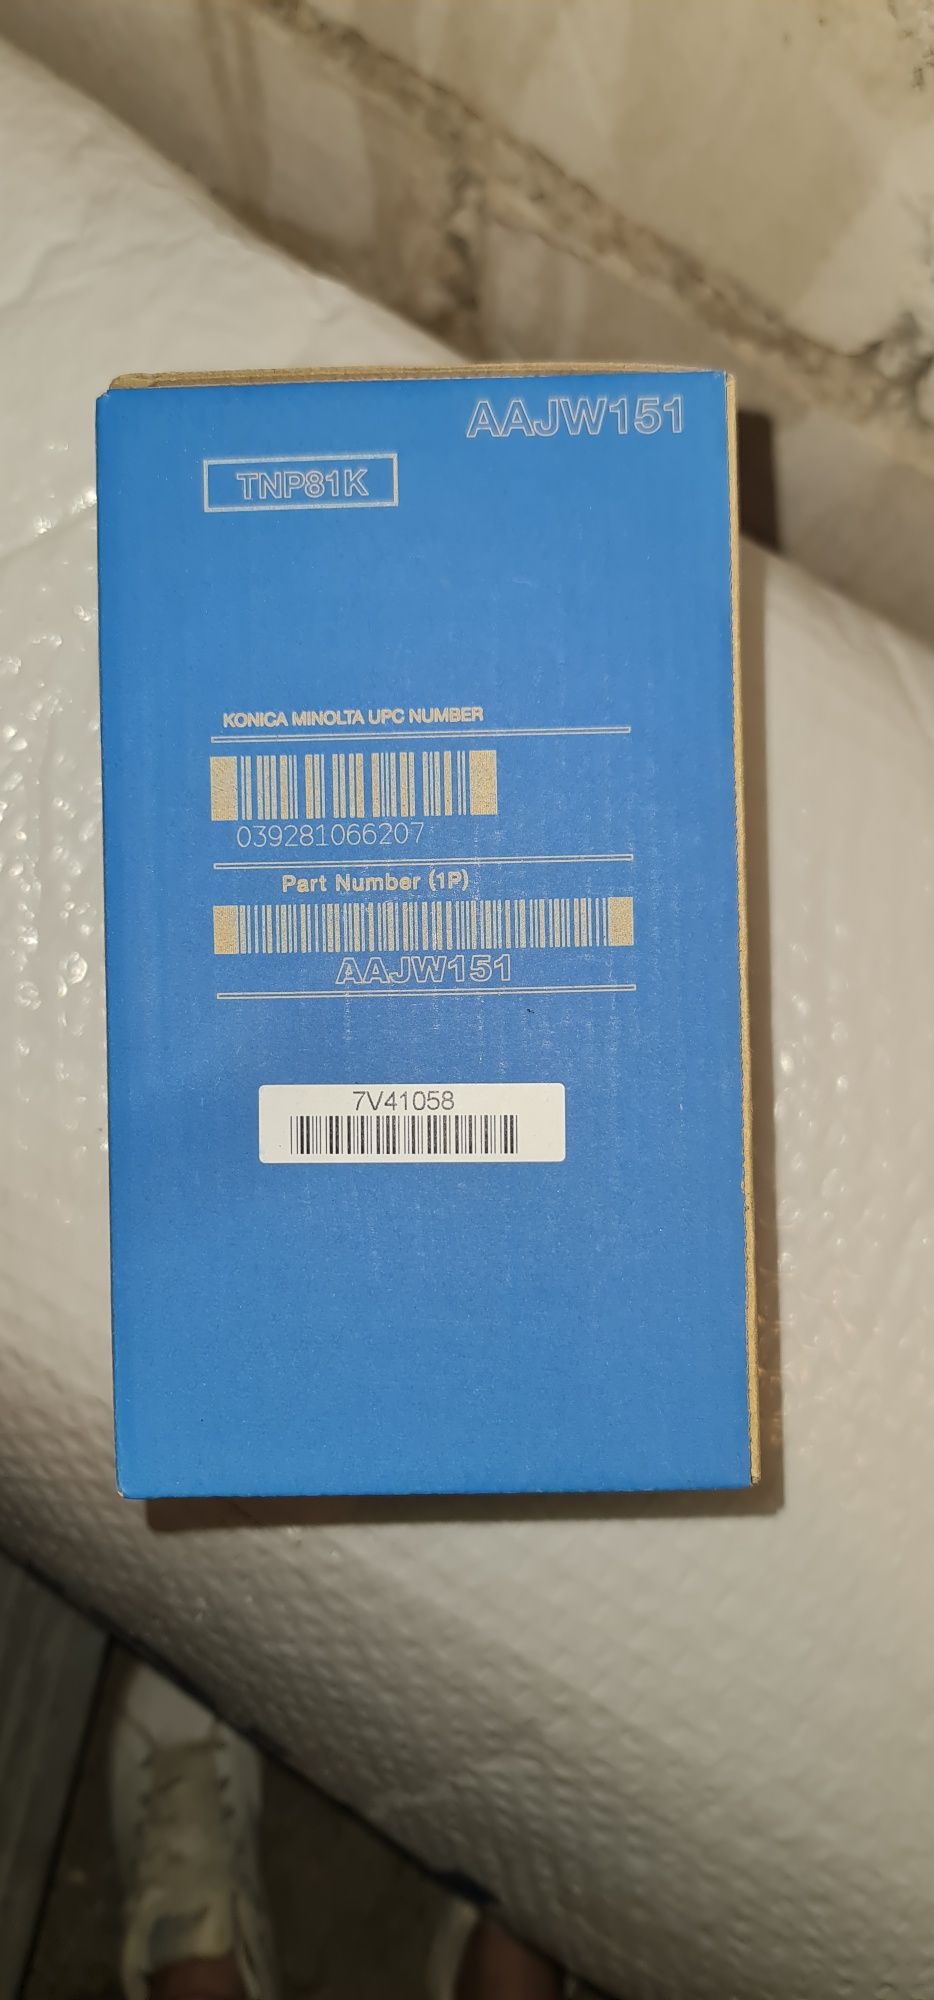 AAJW151
TNP81K
KONICA MINOLTA UPC NUMBER
039281066207
Part Number (1P)
AAJW151
7V41058